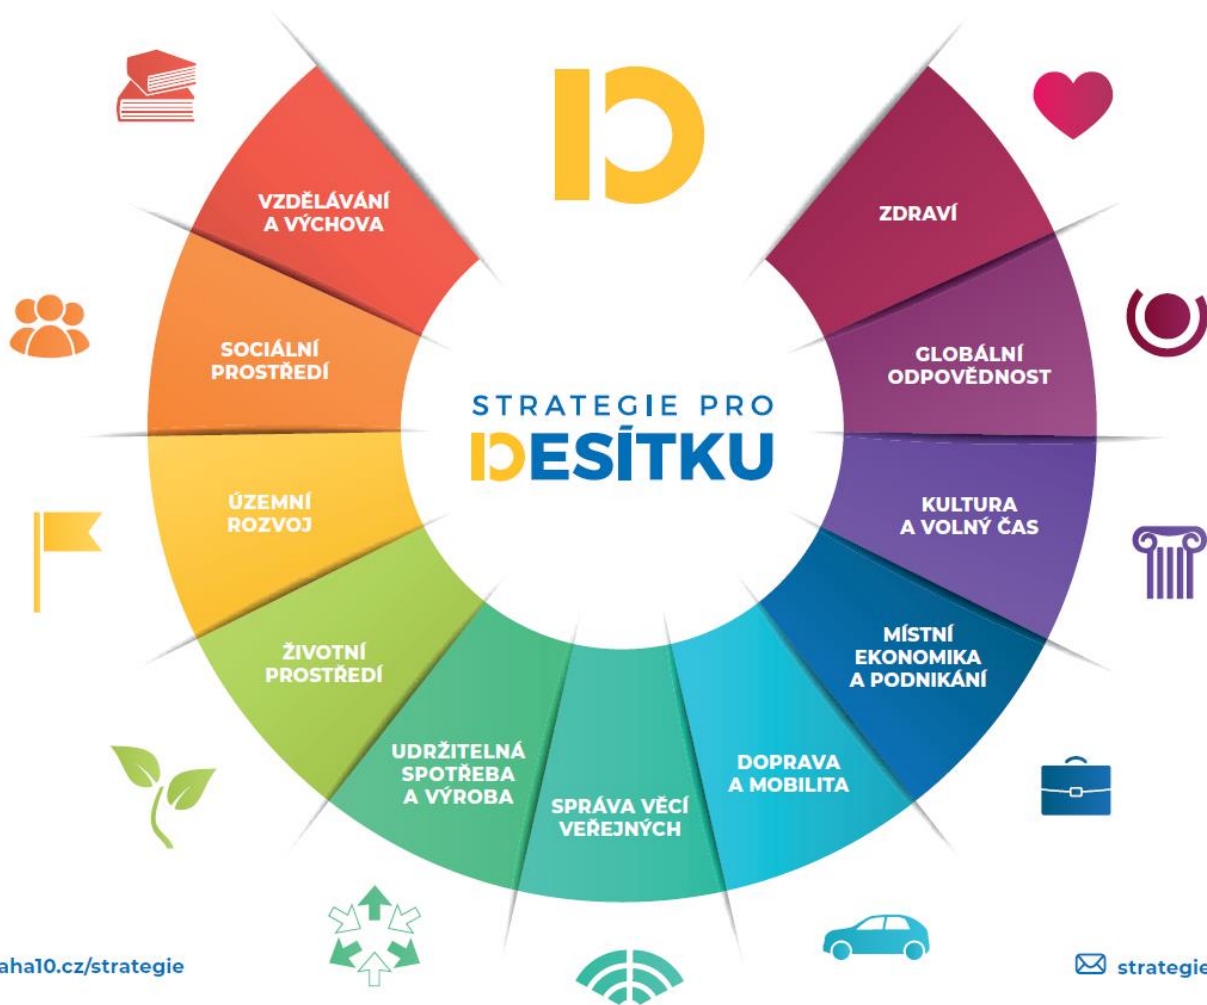 VZDĚLÁVÁNÍ
A VÝCHOVA
SOCIÁLNÍ
PROSTŘEDÍ
ÚZEMNÍ
ROZVOJ
ŽIVOTNÍ
PROSTŘEDÍ
UDRŽITELNÁ
SPOTŘEBA
A VÝROBA
SPRÁVA VĚCÍ
VEŘEJNÝCH
DOPRAVA
A MOBILITA
MÍSTNÍ
EKONOMIKA
A PODNIKÁNÍ
KULTURA
A VOLNÝ ČAS
GLOBÁLNÍ
ODPOVĚDNOST
ZDRAVÍ
STRATEGIE PRO
DESÍTKU
aha10.cz/strategie
strategie